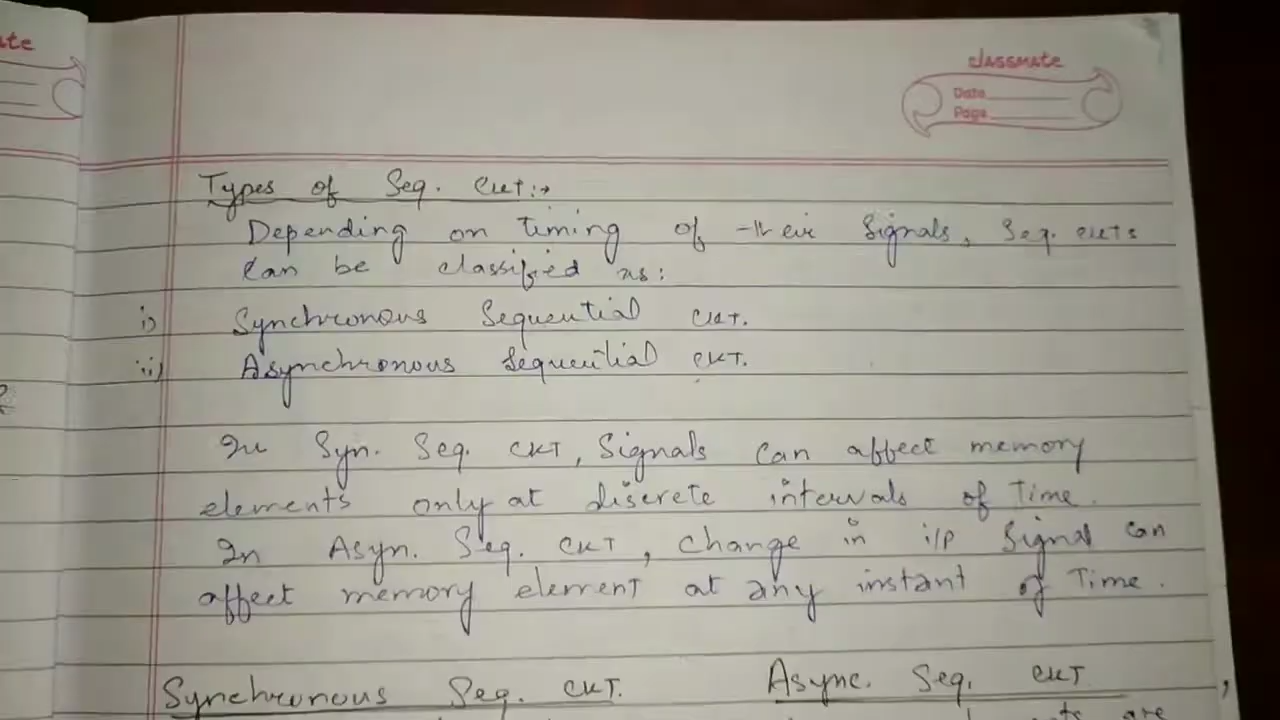 ate
classmate
Date
Page
Types of Seq. CKT:→
Depending on timing of their signals, Seq. CKTs
can be classified as:
i) Synchronous Sequential CKT.
ii) Asynchronous Sequential CKT.
In Syn. Seq. CKT, Signals can affect memory
elements only at discrete intervals of Time.
In Asyn. Seq. CKT, change in i/p Signal can
affect memory element at any instant of Time.
Synchronous Seq. CKT. Async. Seq. CKT
are